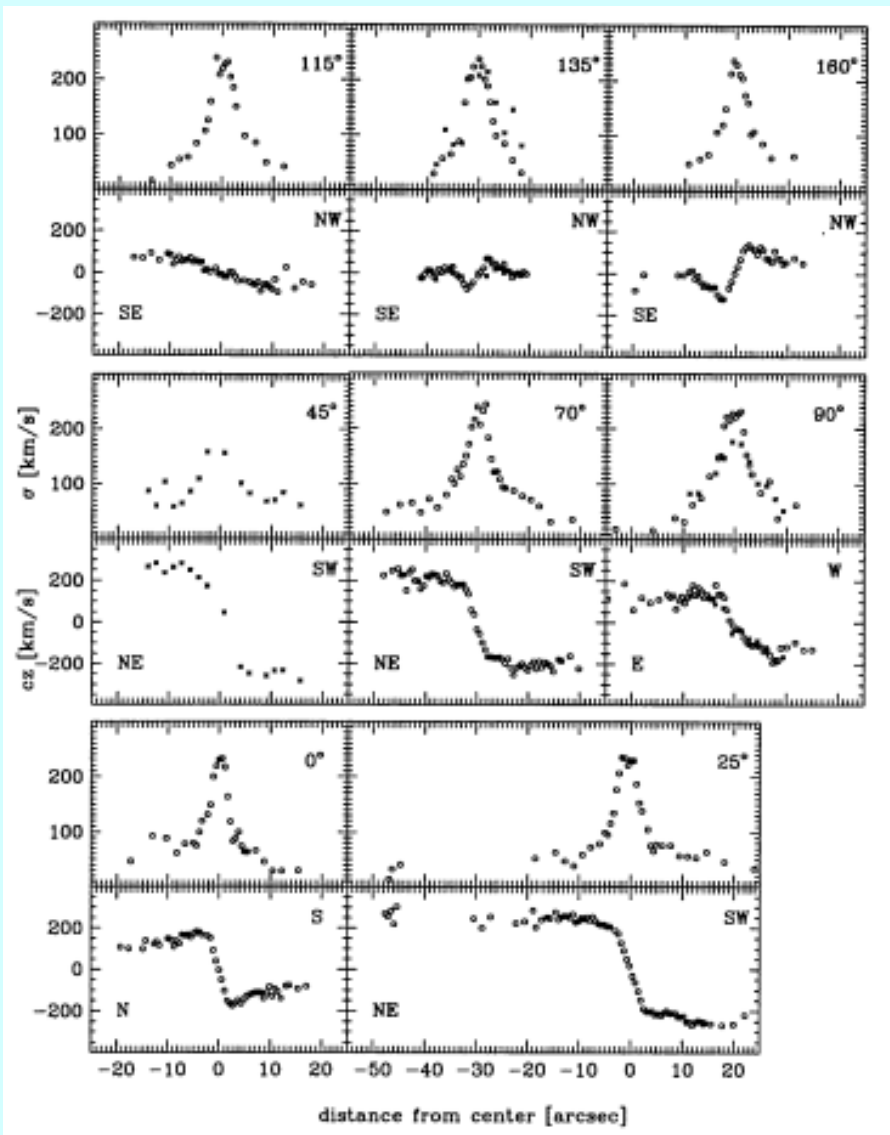 115° 135° 160°
200
100
NW NW NW
200
0
-200
SE SE SE
45° 70° 90°
200
100
σ [km/s]
SW SW W
200
0
-200
NE NE E
cz [km/s]
0° 25°
200
100
S SW
200
0
-200
N NE
-20 -10 0 10 20 -50 -40 -30 -20 -10 0 10 20
distance from center [arcsec]